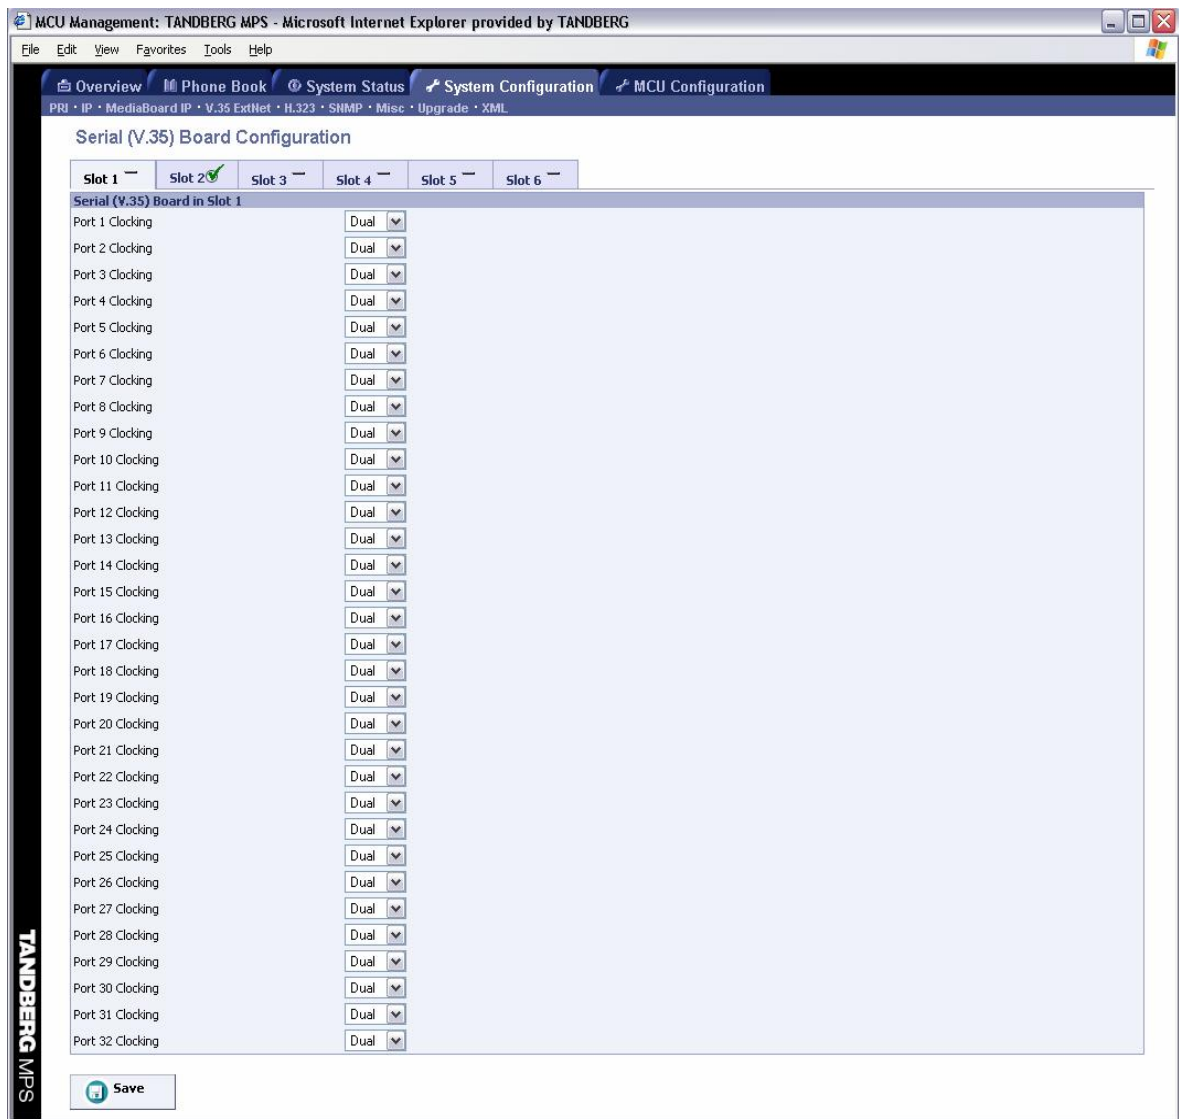 MCU Management: TANDBERG MPS - Microsoft Internet Explorer provided by TANDBERG
File Edit View Favorites Tools Help
Overview Phone Book System Status System Configuration MCU Configuration
PRI • IP • MediaBoard IP • V.35 ExtNet • H.323 • SNMP • Misc • Upgrade • XML
Serial (V.35) Board Configuration
Slot 1 Slot 2 Slot 3 Slot 4 Slot 5 Slot 6
Serial (V.35) Board in Slot 1
Port 1 Clocking Dual
Port 2 Clocking Dual
Port 3 Clocking Dual
Port 4 Clocking Dual
Port 5 Clocking Dual
Port 6 Clocking Dual
Port 7 Clocking Dual
Port 8 Clocking Dual
Port 9 Clocking Dual
Port 10 Clocking Dual
Port 11 Clocking Dual
Port 12 Clocking Dual
Port 13 Clocking Dual
Port 14 Clocking Dual
Port 15 Clocking Dual
Port 16 Clocking Dual
Port 17 Clocking Dual
Port 18 Clocking Dual
Port 19 Clocking Dual
Port 20 Clocking Dual
Port 21 Clocking Dual
Port 22 Clocking Dual
Port 23 Clocking Dual
Port 24 Clocking Dual
Port 25 Clocking Dual
Port 26 Clocking Dual
Port 27 Clocking Dual
Port 28 Clocking Dual
Port 29 Clocking Dual
Port 30 Clocking Dual
Port 31 Clocking Dual
Port 32 Clocking Dual
Save
TANDBERG MPS